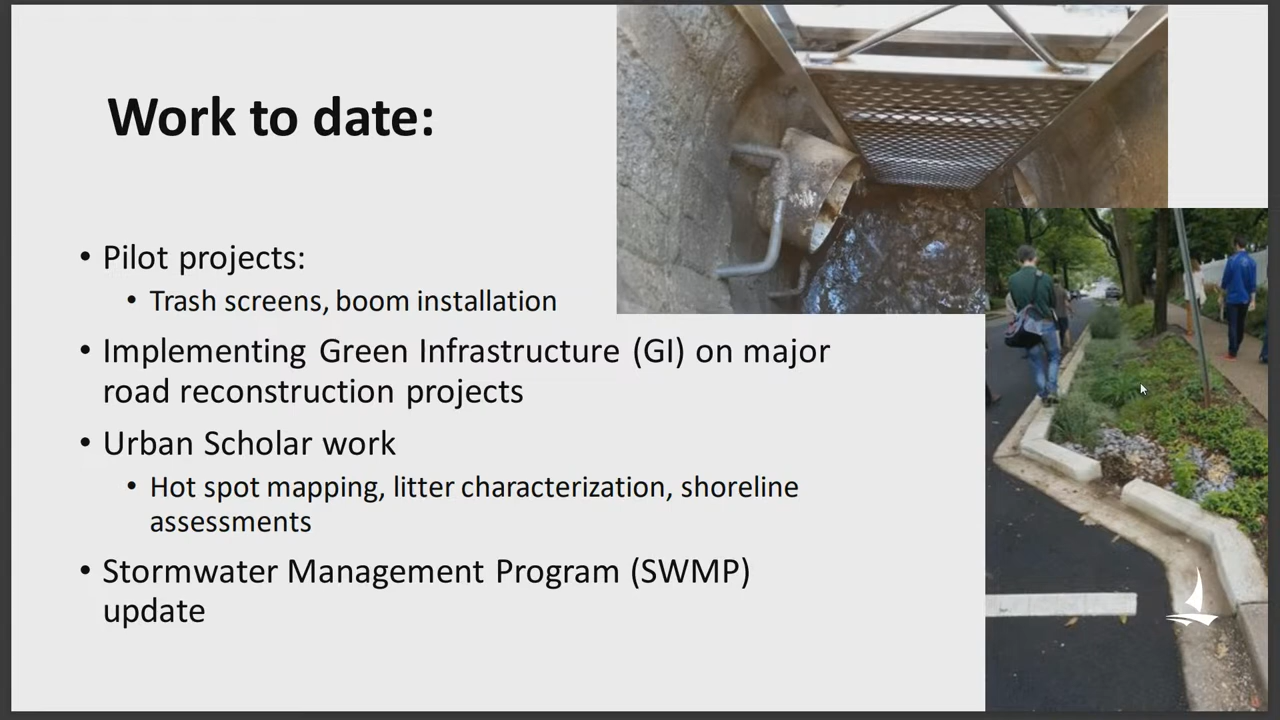 Work to date:
• Pilot projects:
• Trash screens, boom installation
• Implementing Green Infrastructure (GI) on major
road reconstruction projects
• Urban Scholar work
• Hot spot mapping, litter characterization, shoreline
assessments
• Stormwater Management Program (SWMP)
update